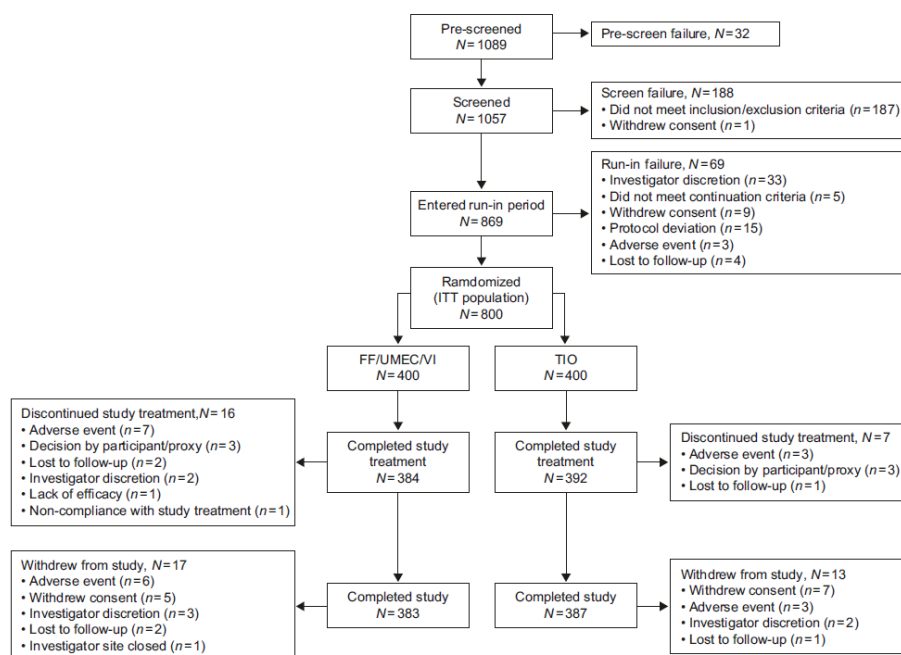 Pre-screened
N=1089
Pre-screen failure, N=32
Screened
N=1057
Screen failure, N=188
• Did not meet inclusion/exclusion criteria (n=187)
• Withdrew consent (n=1)
Entered run-in period
N=869
Run-in failure, N=69
• Investigator discretion (n=33)
• Did not meet continuation criteria (n=5)
• Withdrew consent (n=9)
• Protocol deviation (n=15)
• Adverse event (n=3)
• Lost to follow-up (n=4)
Ramdomized
(ITT population)
N=800
FF/UMEC/VI
N=400
TIO
N=400
Discontinued study treatment,N=16
• Adverse event (n=7)
• Decision by participant/proxy (n=3)
• Lost to follow-up (n=2)
• Investigator discretion (n=2)
• Lack of efficacy (n=1)
• Non-compliance with study treatment (n=1)
Completed study
treatment
N=384
Completed study
treatment
N=392
Discontinued study treatment, N=7
• Adverse event (n=3)
• Decision by participant/proxy (n=3)
• Lost to follow-up (n=1)
Withdrew from study, N=17
• Adverse event (n=6)
• Withdrew consent (n=5)
• Investigator discretion (n=3)
• Lost to follow-up (n=2)
• Investigator site closed (n=1)
Completed study
N=383
Completed study
N=387
Withdrew from study, N=13
• Withdrew consent (n=7)
• Adverse event (n=3)
• Investigator discretion (n=2)
• Lost to follow-up (n=1)